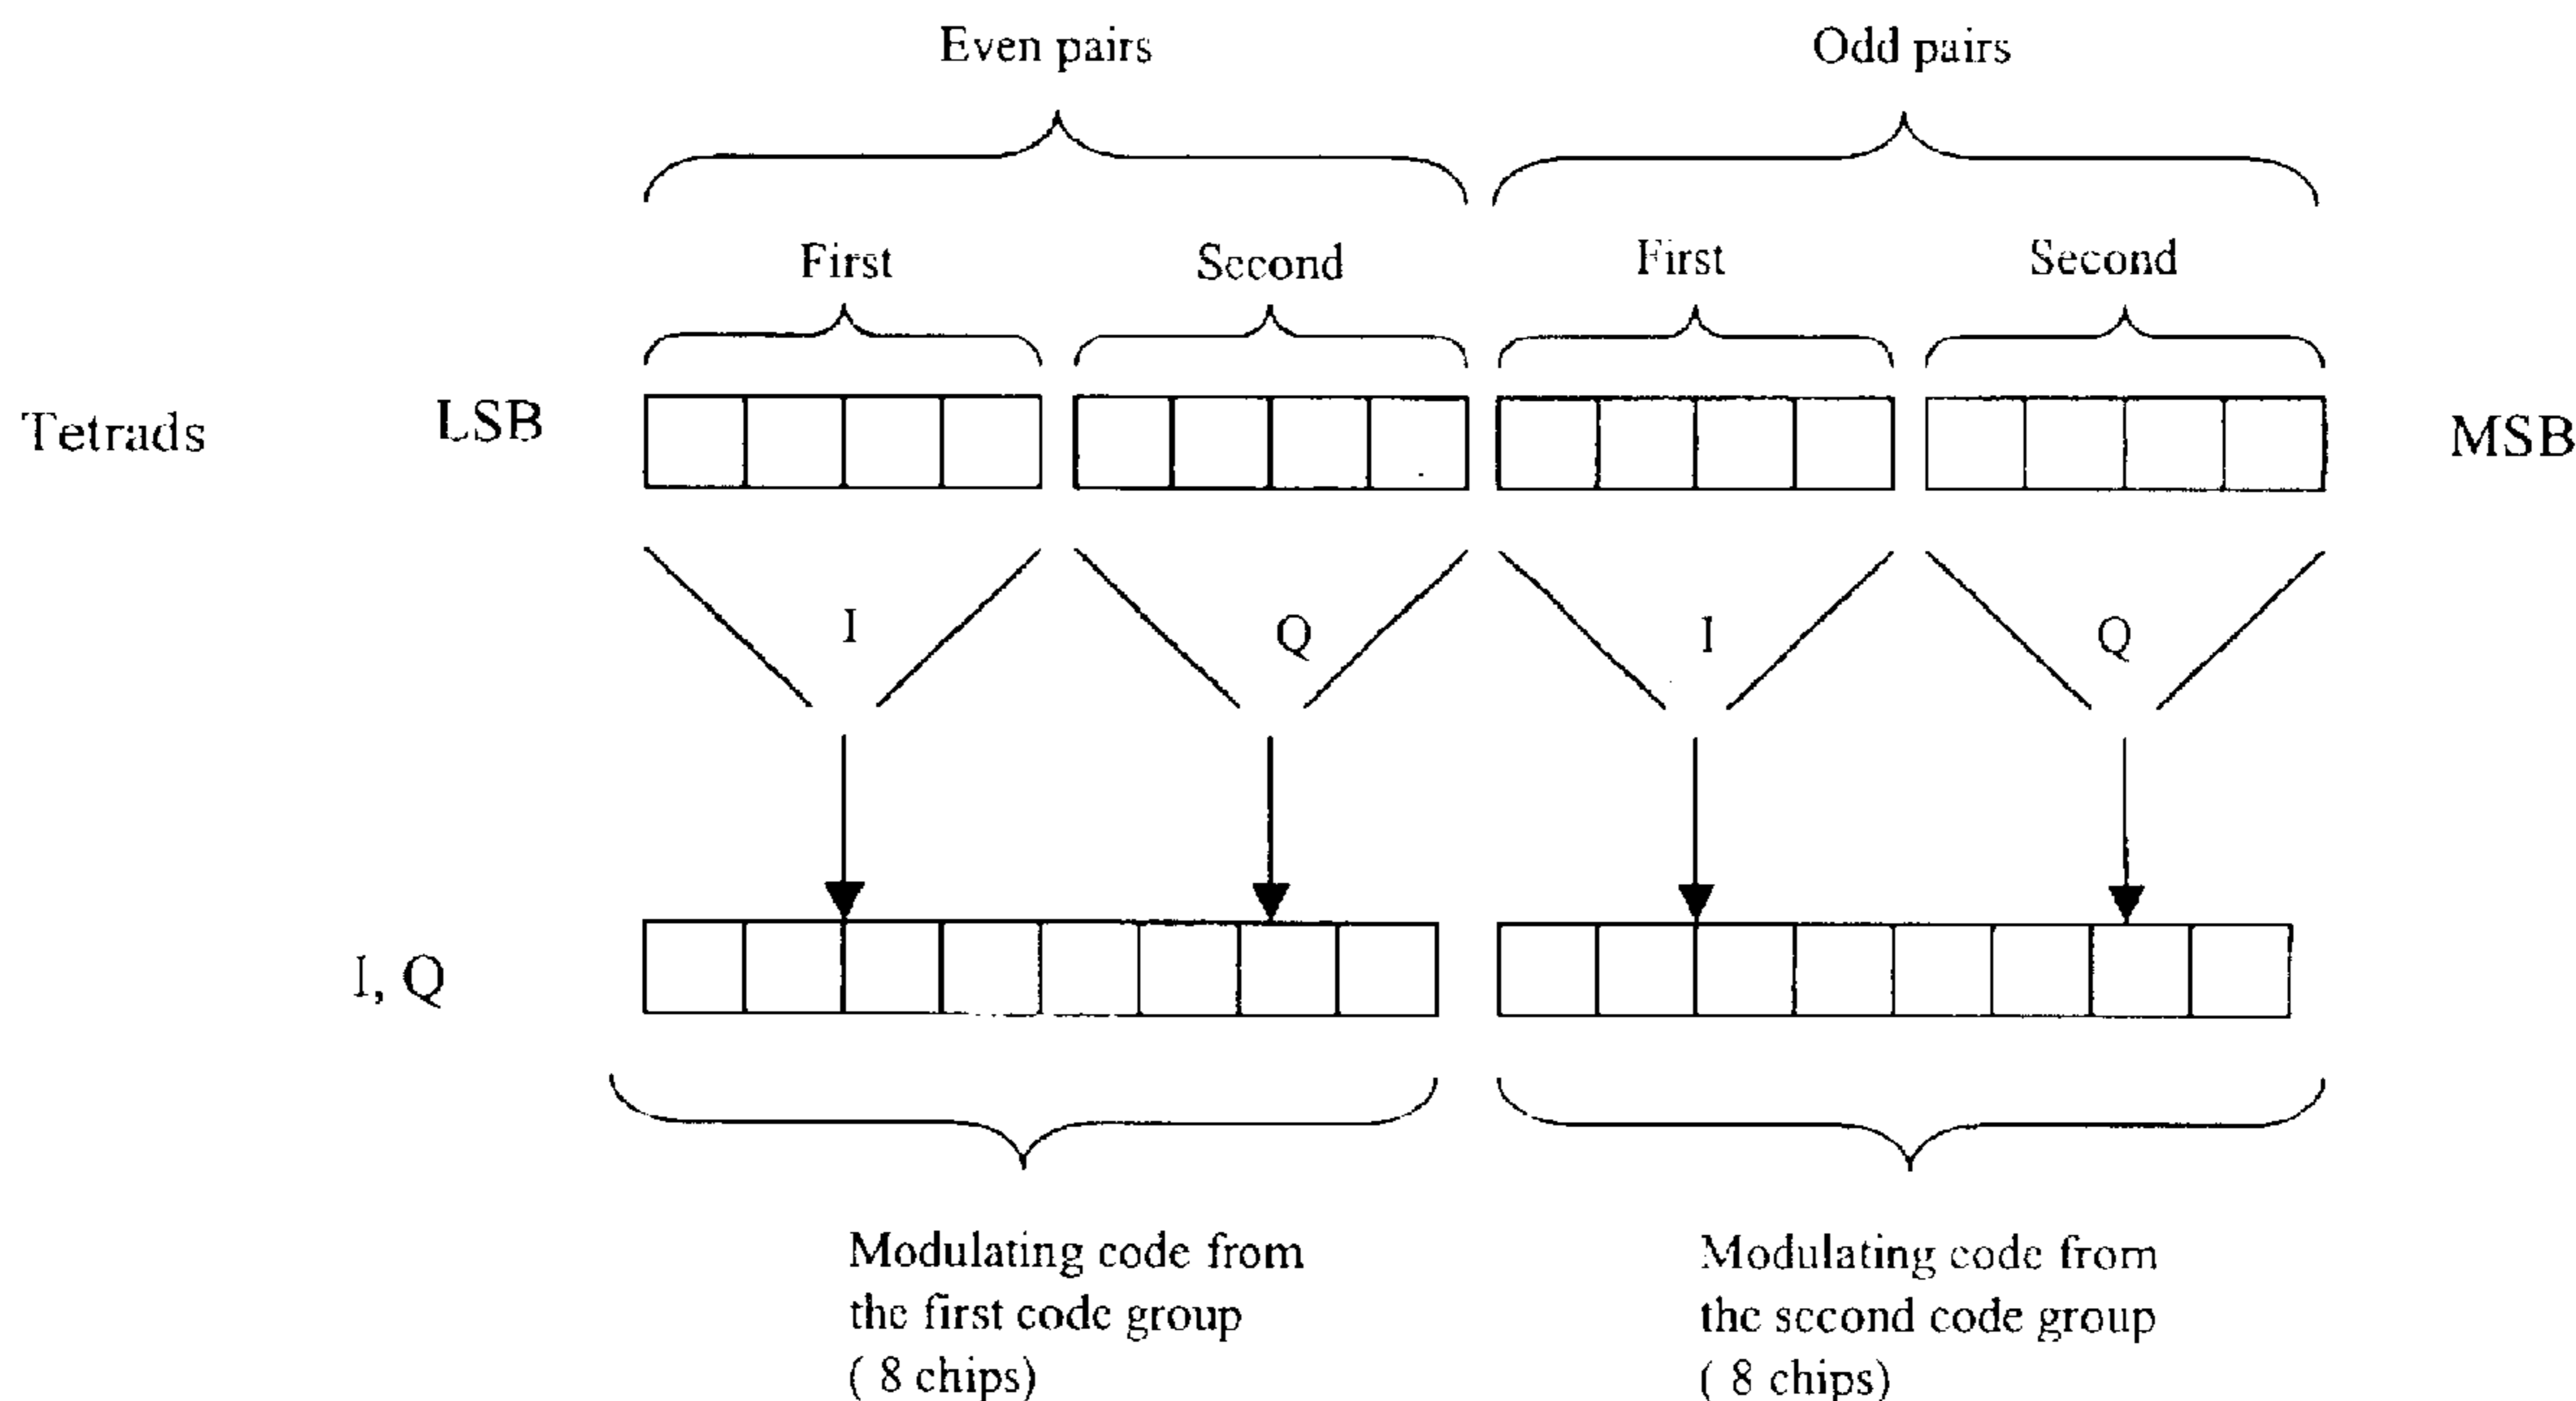 Even pairs
Odd pairs
First
Second
First
Second
Tetrads
LSB
MSB
I
Q
I
Q
I, Q
Modulating code from
the first code group
( 8 chips)
Modulating code from
the second code group
( 8 chips)